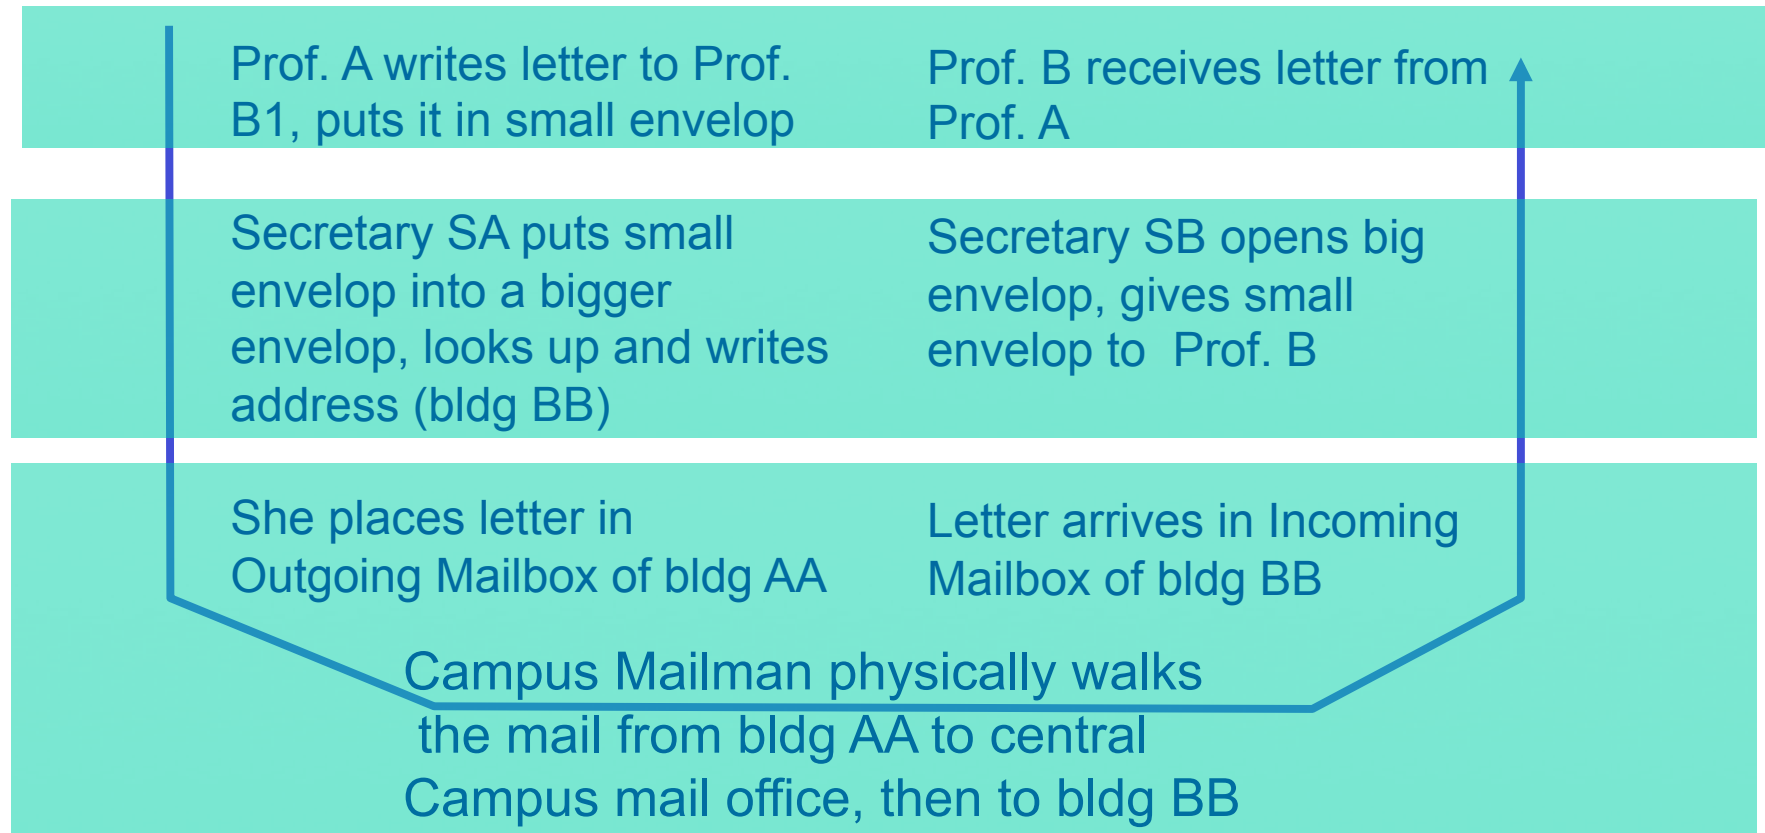 Prof. A writes letter to Prof.
B1, puts it in small envelop
Prof. B receives letter from
Prof. A
Secretary SA puts small
envelop into a bigger
envelop, looks up and writes
address (bldg BB)
Secretary SB opens big
envelop, gives small
envelop to Prof. B
She places letter in
Outgoing Mailbox of bldg AA
Letter arrives in Incoming
Mailbox of bldg BB
Campus Mailman physically walks
the mail from bldg AA to central
Campus mail office, then to bldg BB